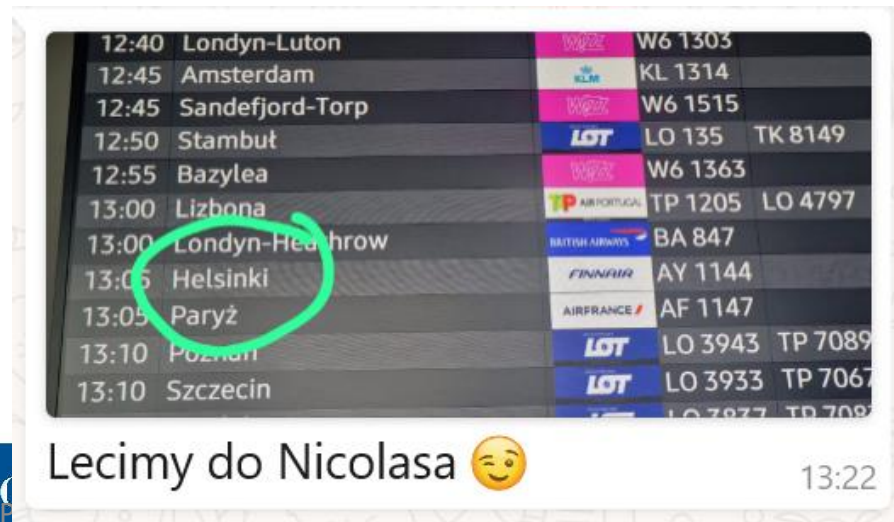 12:40 Londyn-Luton W6 1303
12:45 Amsterdam KLM KL 1314
12:45 Sandefjord-Torp W6 1515
12:50 Stambuł LOT LO 135 TK 8149
12:55 Bazylea W6 1363
13:00 Lizbona TP AIR PORTUGAL TP 1205 LO 4797
13:00 Londyn-Heathrow BRITISH AIRWAYS BA 847
13:05 Helsinki FINNAIR AY 1144
13:05 Paryż AIRFRANCE AF 1147
13:10 Poznań LOT LO 3943 TP 7089
13:10 Szczecin LOT LO 3933 TP 7067
Lecimy do Nicolasa 😉
13:22